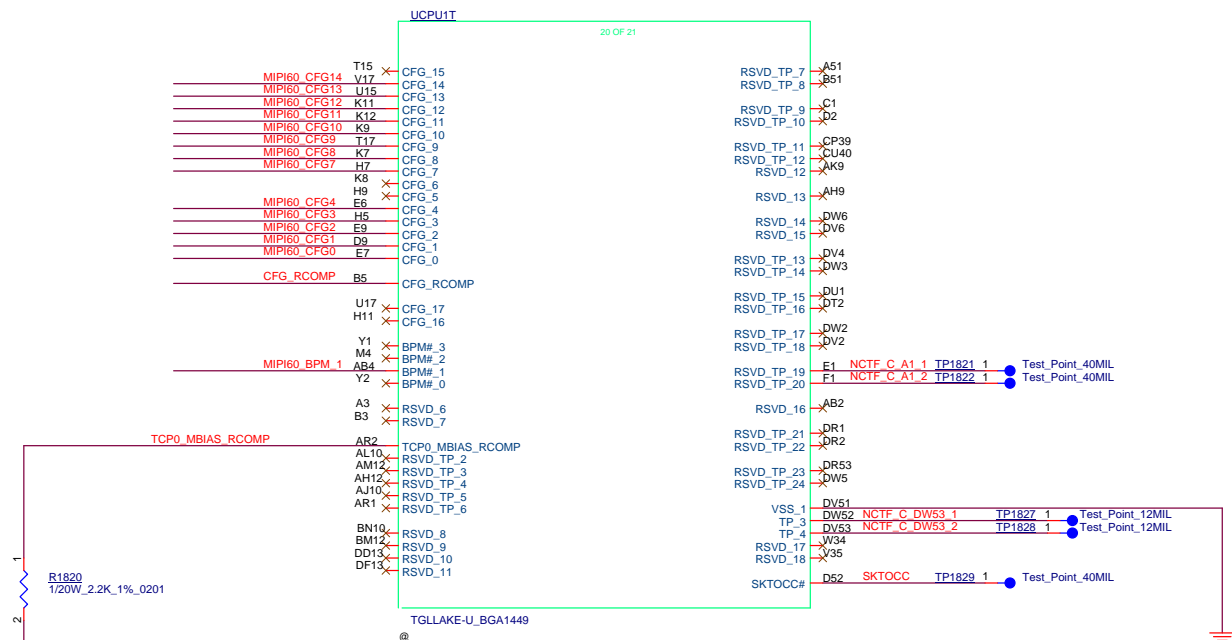 UCPU1T
20 OF 21
T15 CFG_15
MIPI60_CFG14 V17 CFG_14
MIPI60_CFG13 U15 CFG_13
MIPI60_CFG12 K11 CFG_12
MIPI60_CFG11 K12 CFG_11
MIPI60_CFG10 K9 CFG_10
MIPI60_CFG9 T17 CFG_9
MIPI60_CFG8 K7 CFG_8
MIPI60_CFG7 H7 CFG_7
K8 CFG_6
H9 CFG_5
MIPI60_CFG4 E6 CFG_4
MIPI60_CFG3 H5 CFG_3
MIPI60_CFG2 E9 CFG_2
MIPI60_CFG1 D9 CFG_1
MIPI60_CFG0 E7 CFG_0
CFG_RCOMP B5 CFG_RCOMP
U17 CFG_17
H11 CFG_16
Y1 BPM#_3
M4 BPM#_2
MIPI60_BPM_1 AB4 BPM#_1
Y2 BPM#_0
A3 RSVD_6
B3 RSVD_7
TCP0_MBIAS_RCOMP AR2 TCP0_MBIAS_RCOMP
AL10 RSVD_TP_2
AM12 RSVD_TP_3
AH12 RSVD_TP_4
AJ10 RSVD_TP_5
AR1 RSVD_TP_6
BN10 RSVD_8
BM12 RSVD_9
DD13 RSVD_10
DF13 RSVD_11
RSVD_TP_7 A51
RSVD_TP_8 B51
RSVD_TP_9 C1
RSVD_TP_10 D2
RSVD_TP_11 CP39
RSVD_TP_12 CU40
RSVD_12 AK9
RSVD_13 AH9
RSVD_14 DW6
RSVD_15 DV6
RSVD_TP_13 DV4
RSVD_TP_14 DW3
RSVD_TP_15 DU1
RSVD_TP_16 DT2
RSVD_TP_17 DW2
RSVD_TP_18 DV2
RSVD_TP_19 E1 NCTF_C_A1_1 TP1821 1 Test_Point_40MIL
RSVD_TP_20 F1 NCTF_C_A1_2 TP1822 1 Test_Point_40MIL
RSVD_16 AB2
RSVD_TP_21 DR1
RSVD_TP_22 DR2
RSVD_TP_23 DR53
RSVD_TP_24 DW5
VSS_1 DV51
TP_3 DW52 NCTF_C_DW53_1 TP1827 1 Test_Point_12MIL
TP_4 DV53 NCTF_C_DW53_2 TP1828 1 Test_Point_12MIL
RSVD_17 W34
RSVD_18 V35
SKTOCC# D52 SKTOCC TP1829 1 Test_Point_40MIL
1
R1820
1/20W_2.2K_1%_0201
2
TGLLAKE-U_BGA1449
@